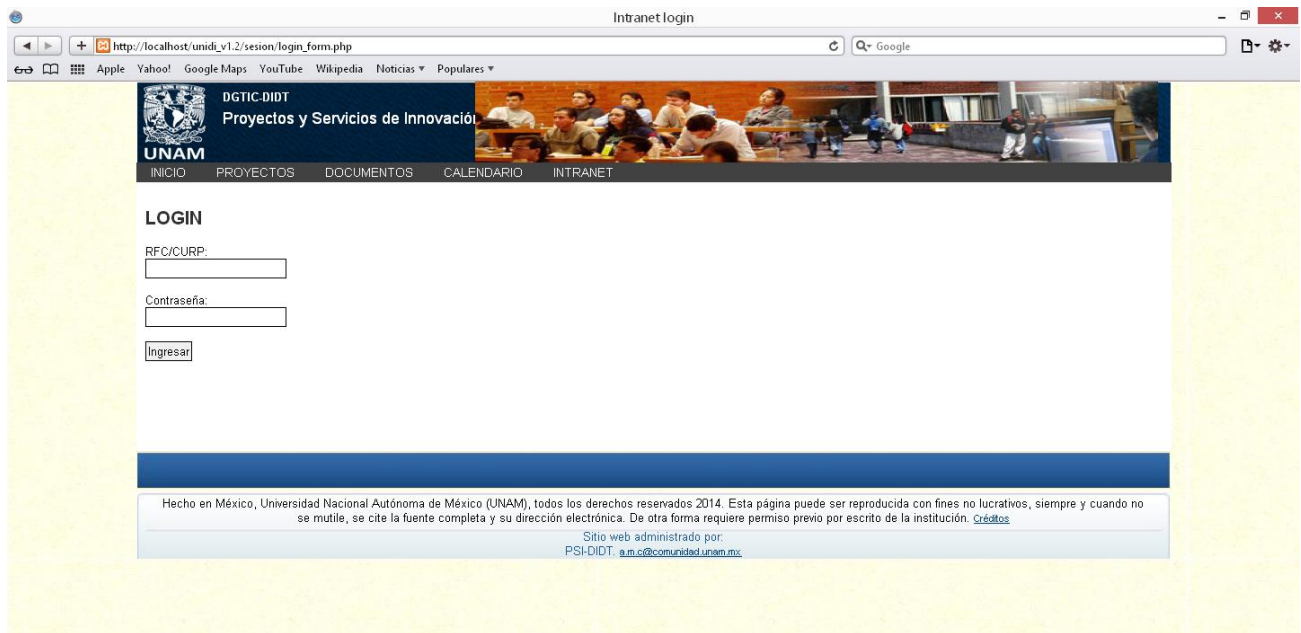 Intranet login
http://localhost/unidi_v1.2/sesion/login_form.php
Google
Apple Yahoo! Google Maps YouTube Wikipedia Noticias Populares
DGTIC-DIDT
Proyectos y Servicios de Innovación
UNAM
INICIO PROYECTOS DOCUMENTOS CALENDARIO INTRANET
LOGIN
RFC/CURP:
Contraseña:
Ingresar
Hecho en México, Universidad Nacional Autónoma de México (UNAM), todos los derechos reservados 2014. Esta página puede ser reproducida con fines no lucrativos, siempre y cuando no
se mutile, se cite la fuente completa y su dirección electrónica. De otra forma requiere permiso previo por escrito de la institución. Créditos
Sitio web administrado por:
PSI-DIDT. a.m.c@comunidad.unam.mx